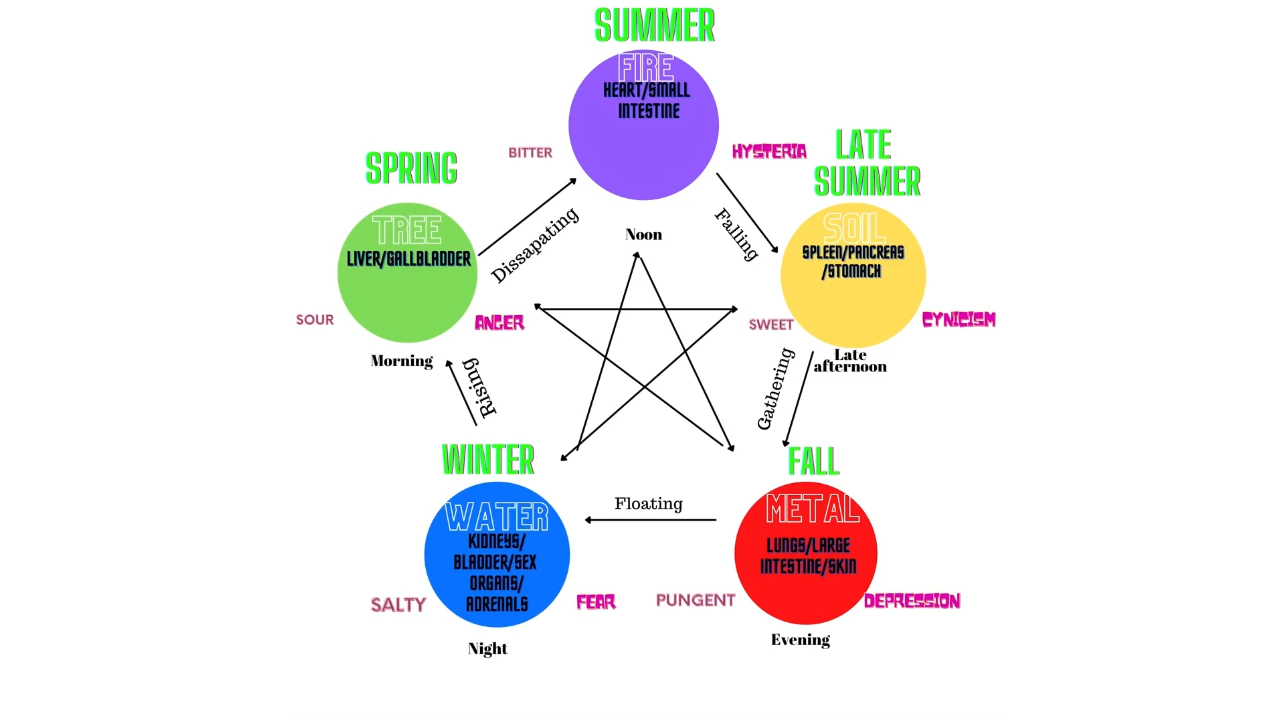 SUMMER
FIRE
HEART/SMALL
INTESTINE
BITTER
HYSTERIA
LATE
SUMMER
SPRING
TREE
LIVER/GALLBLADDER
Dissapating
Noon
Falling
SOIL
SPLEEN/PANCREAS
/STOMACH
SOUR
ANGER
SWEET
CYNICISM
Morning
Late
afternoon
Rising
Gathering
WINTER
FALL
WATER
KIDNEYS/
BLADDER/SEX
ORGANS/
ADRENALS
Floating
METAL
LUNGS/LARGE
INTESTINE/SKIN
SALTY
FEAR
PUNGENT
DEPRESSION
Night
Evening